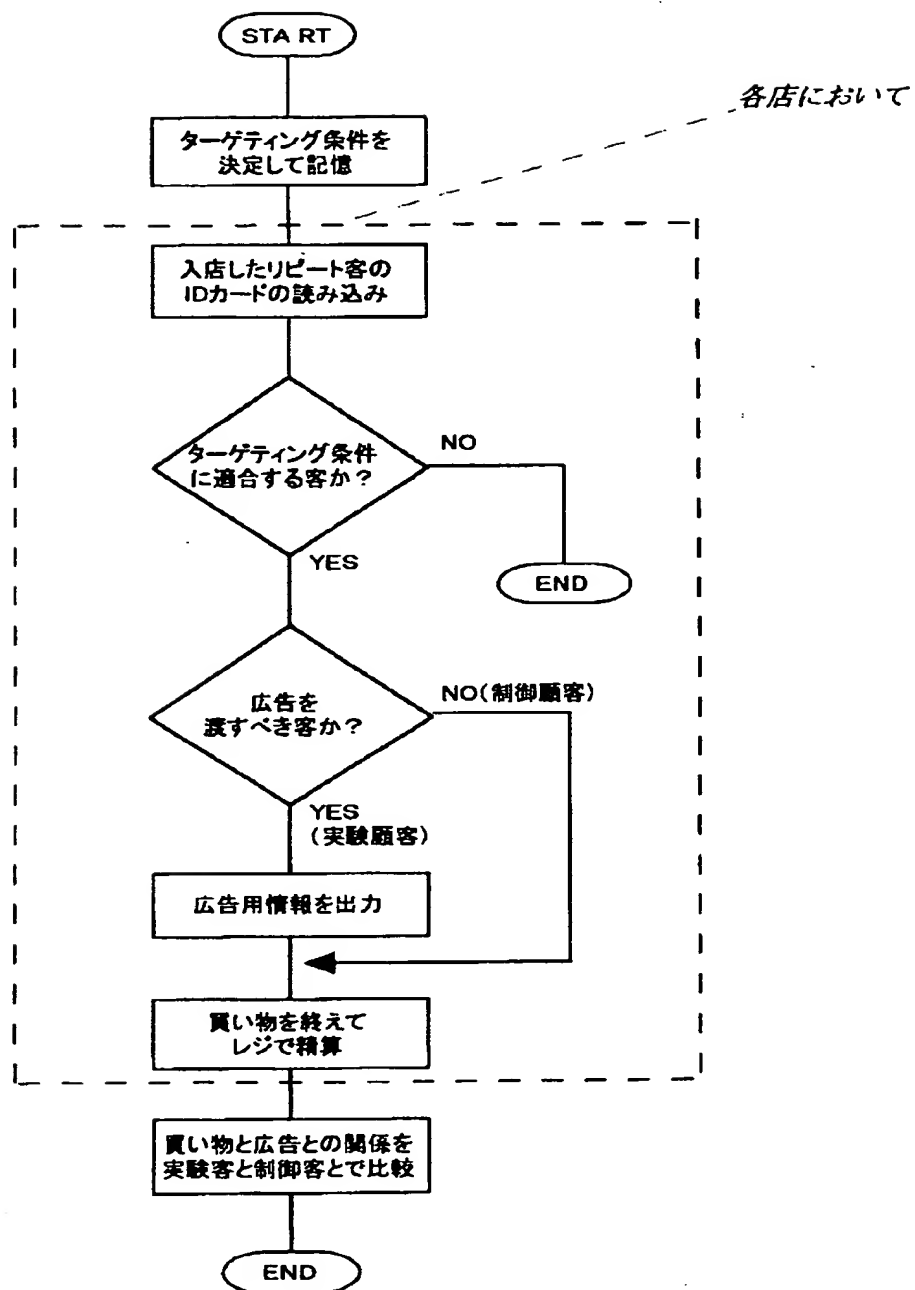 STA RT
各店において
ターゲティング条件を
決定して記憶
入店したリピート客の
IDカードの読み込み
ターゲティング条件
に適合する客か？
NO
YES
END
広告を
渡すべき客か？
NO(制御顧客)
YES
(実験顧客)
広告用情報を出力
買い物を終えて
レジで精算
買い物と広告との関係を
実験客と制御客とで比較
END